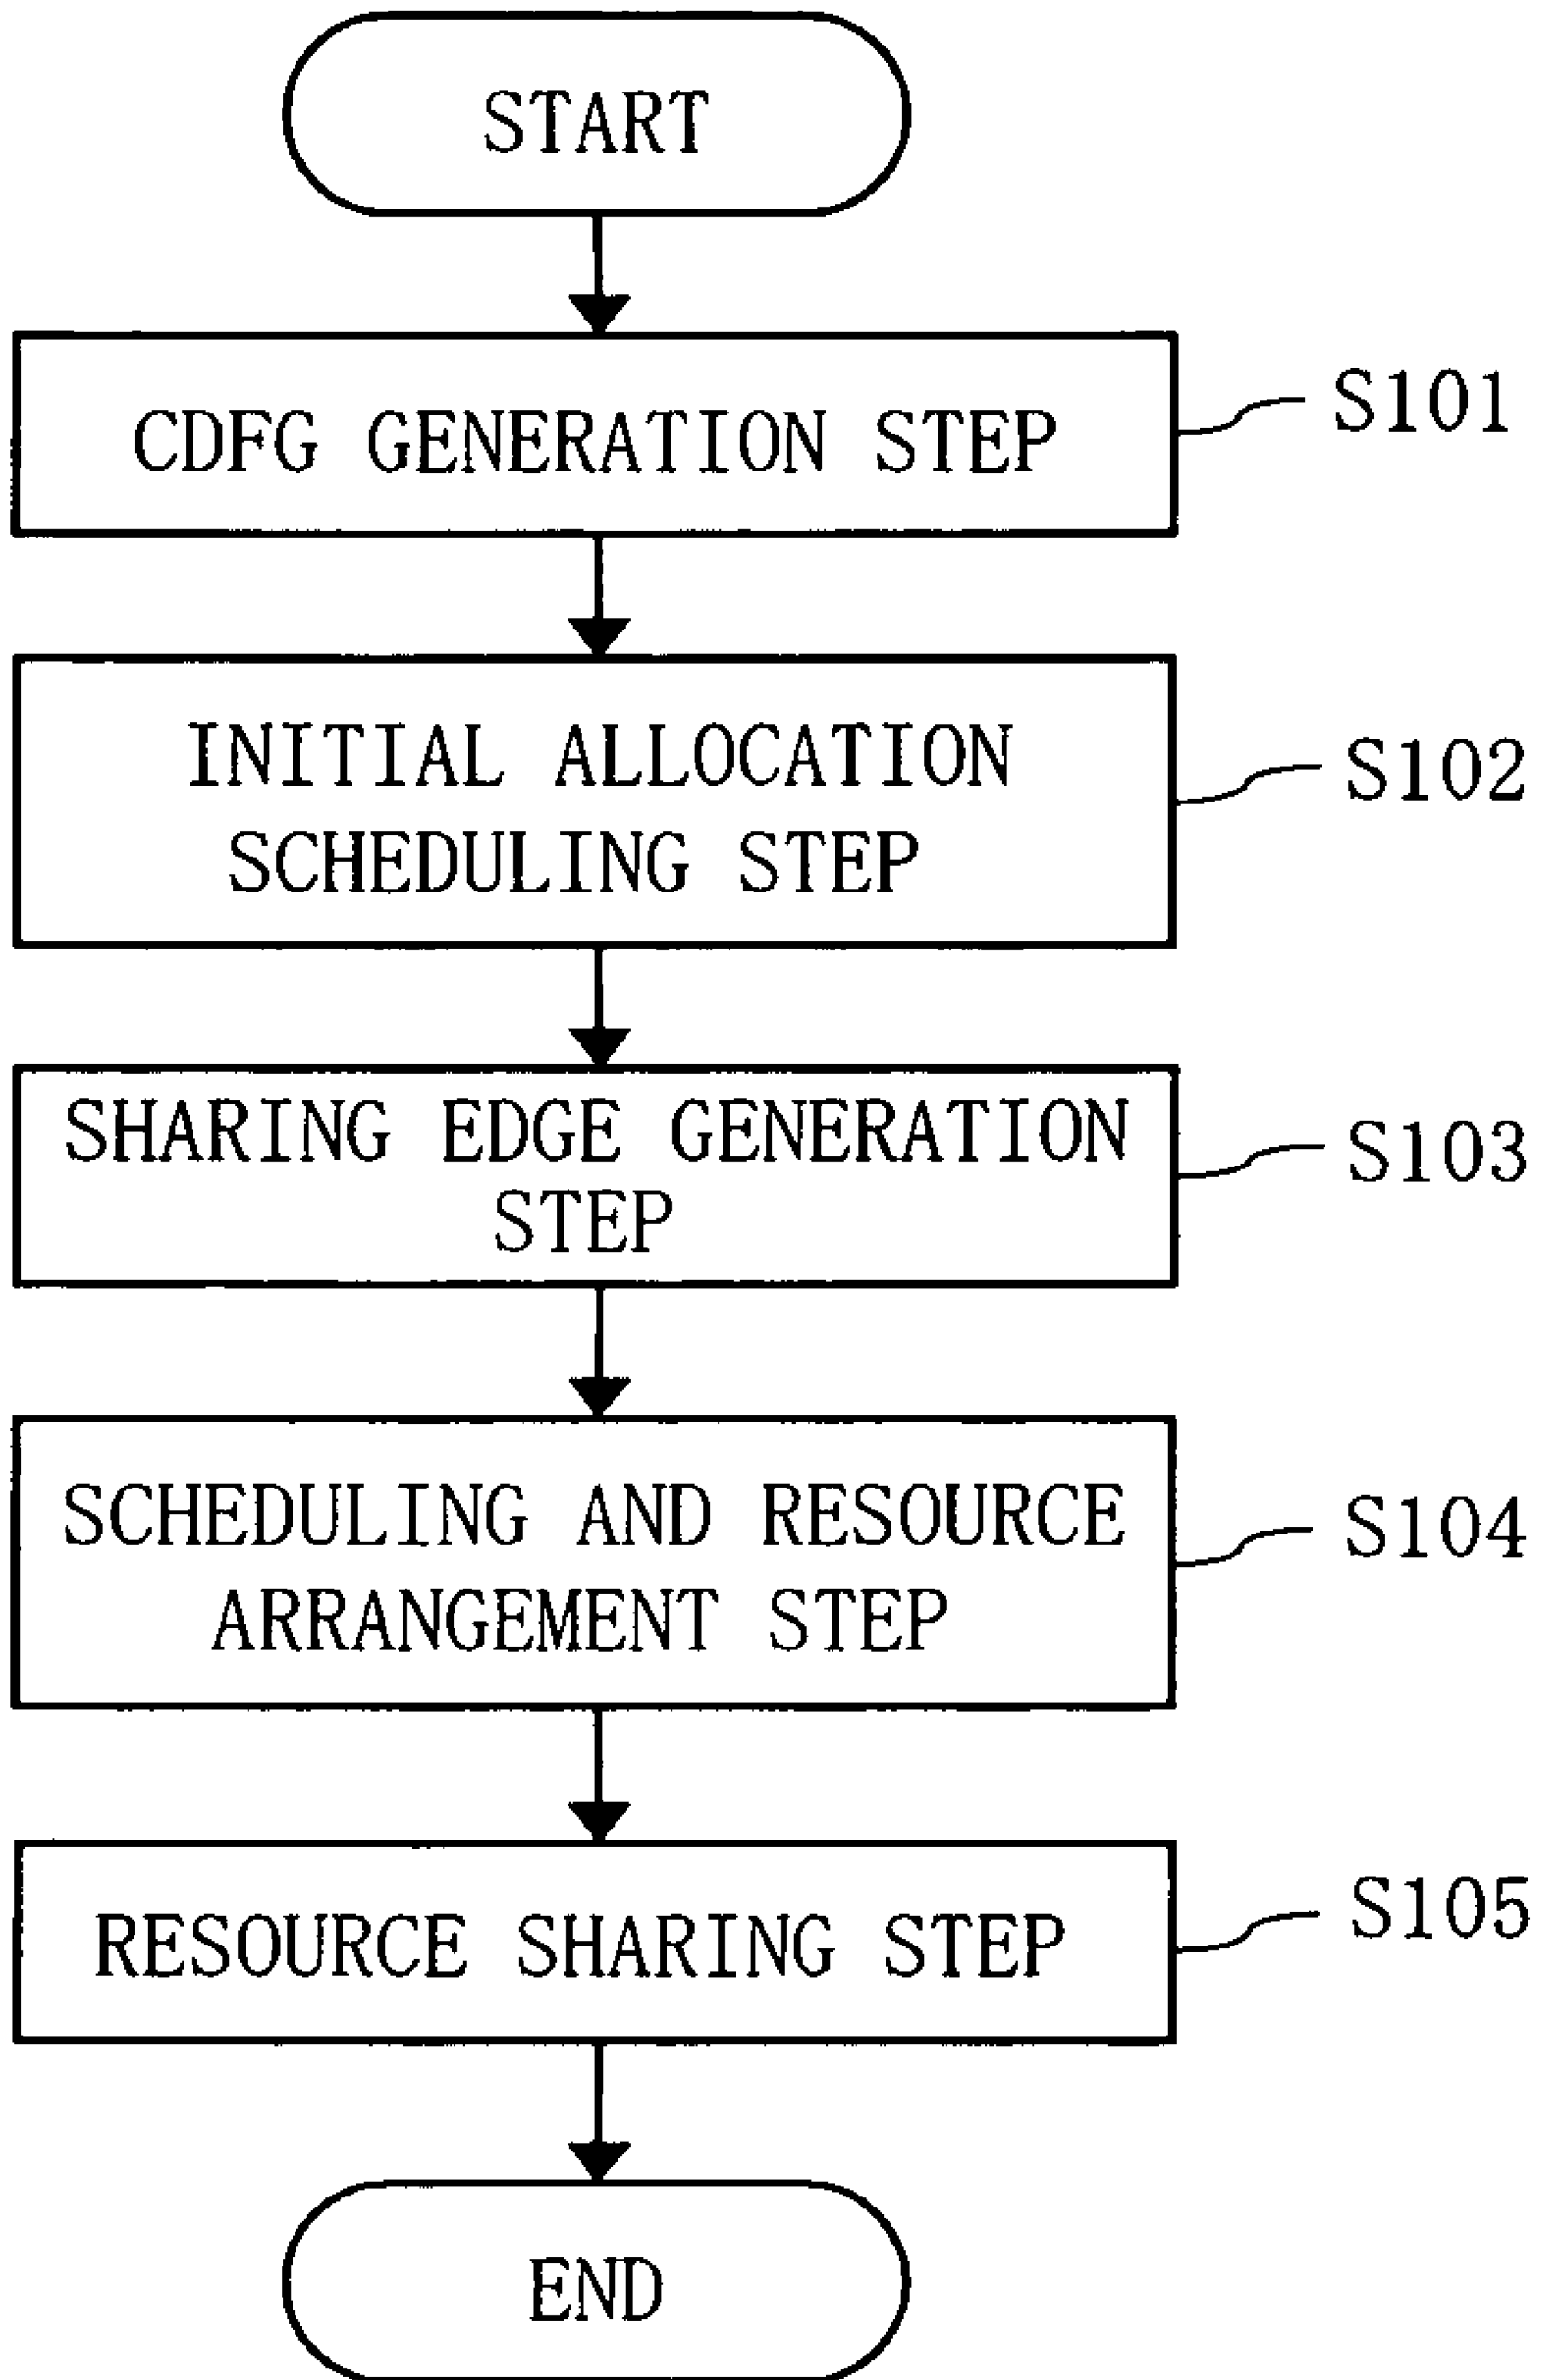 START
CDFG GENERATION STEP
S101
INITIAL ALLOCATION
SCHEDULING STEP
S102
SHARING EDGE GENERATION
STEP
S103
SCHEDULING AND RESOURCE
ARRANGEMENT STEP
S104
RESOURCE SHARING STEP
S105
END